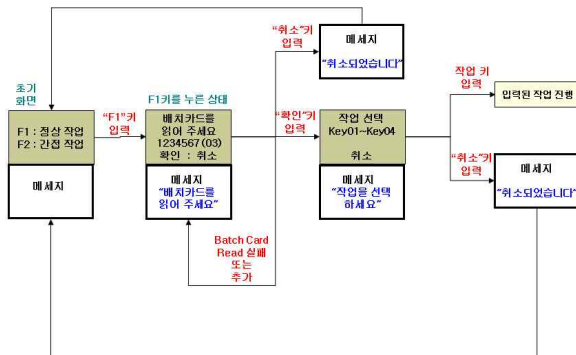 "취소"키
입력
메세지
"취소되었습니다"
초기
화면
F1 : 정상 작업
F2 : 간접 작업
메세지
"F1"키
입력
F1키를 누른 상태
배치카드를
읽어 주세요
1234567(03)
확인 : 취소
메세지
"배치카드를
읽어 주세요"
"확인"키
입력
작업 선택
Key01~Key04
취소
메세지
"작업을 선택
하세요"
작업 키
입력
입력된 작업 진행
"취소"키
입력
메세지
"취소되었습니다"
Batch Card
Read 실패
또는
추가